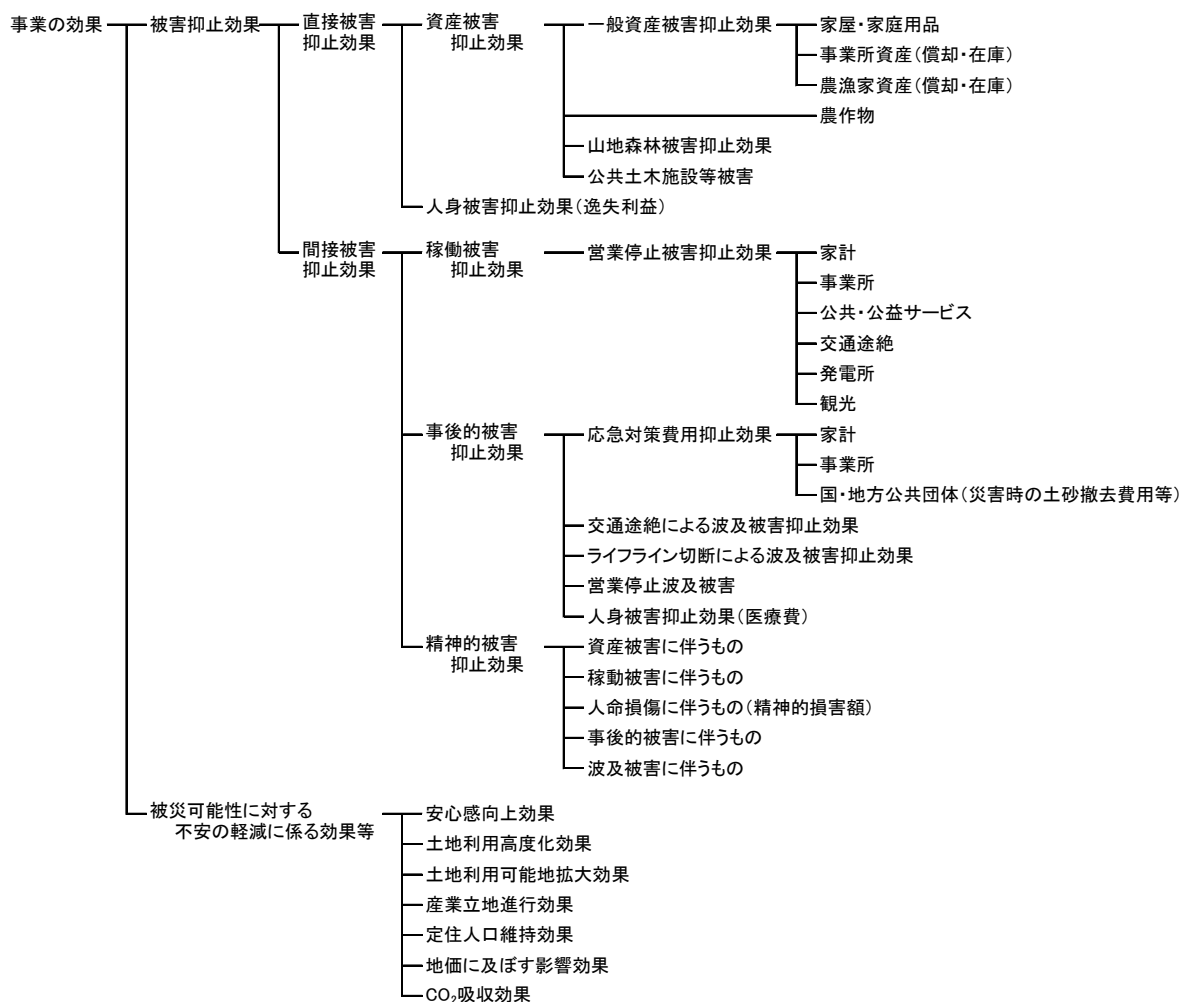 事業の効果 被害抑止効果 直接被害 資産被害 一般資産被害抑止効果 家屋・家庭用品
抑止効果 抑止効果 事業所資産(償却・在庫)
農漁家資産(償却・在庫)
農作物
山地森林被害抑止効果
公共土木施設等被害
人身被害抑止効果(逸失利益)
間接被害 稼働被害 営業停止被害抑止効果 家計
抑止効果 抑止効果
事業所
公共・公益サービス
交通途絶
発電所
観光
事後的被害 応急対策費用抑止効果 家計
抑止効果
事業所
国・地方公共団体(災害時の土砂撤去費用等)
交通途絶による波及被害抑止効果
ライフライン切断による波及被害抑止効果
営業停止波及被害
人身被害抑止効果(医療費)
精神的被害 資産被害に伴うもの
抑止効果
稼動被害に伴うもの
人命損傷に伴うもの(精神的損害額)
事後的被害に伴うもの
波及被害に伴うもの
被災可能性に対する 安心感向上効果
不安の軽減に係る効果等
土地利用高度化効果
土地利用可能地拡大効果
産業立地進行効果
定住人口維持効果
地価に及ぼす影響効果
CO₂吸収効果